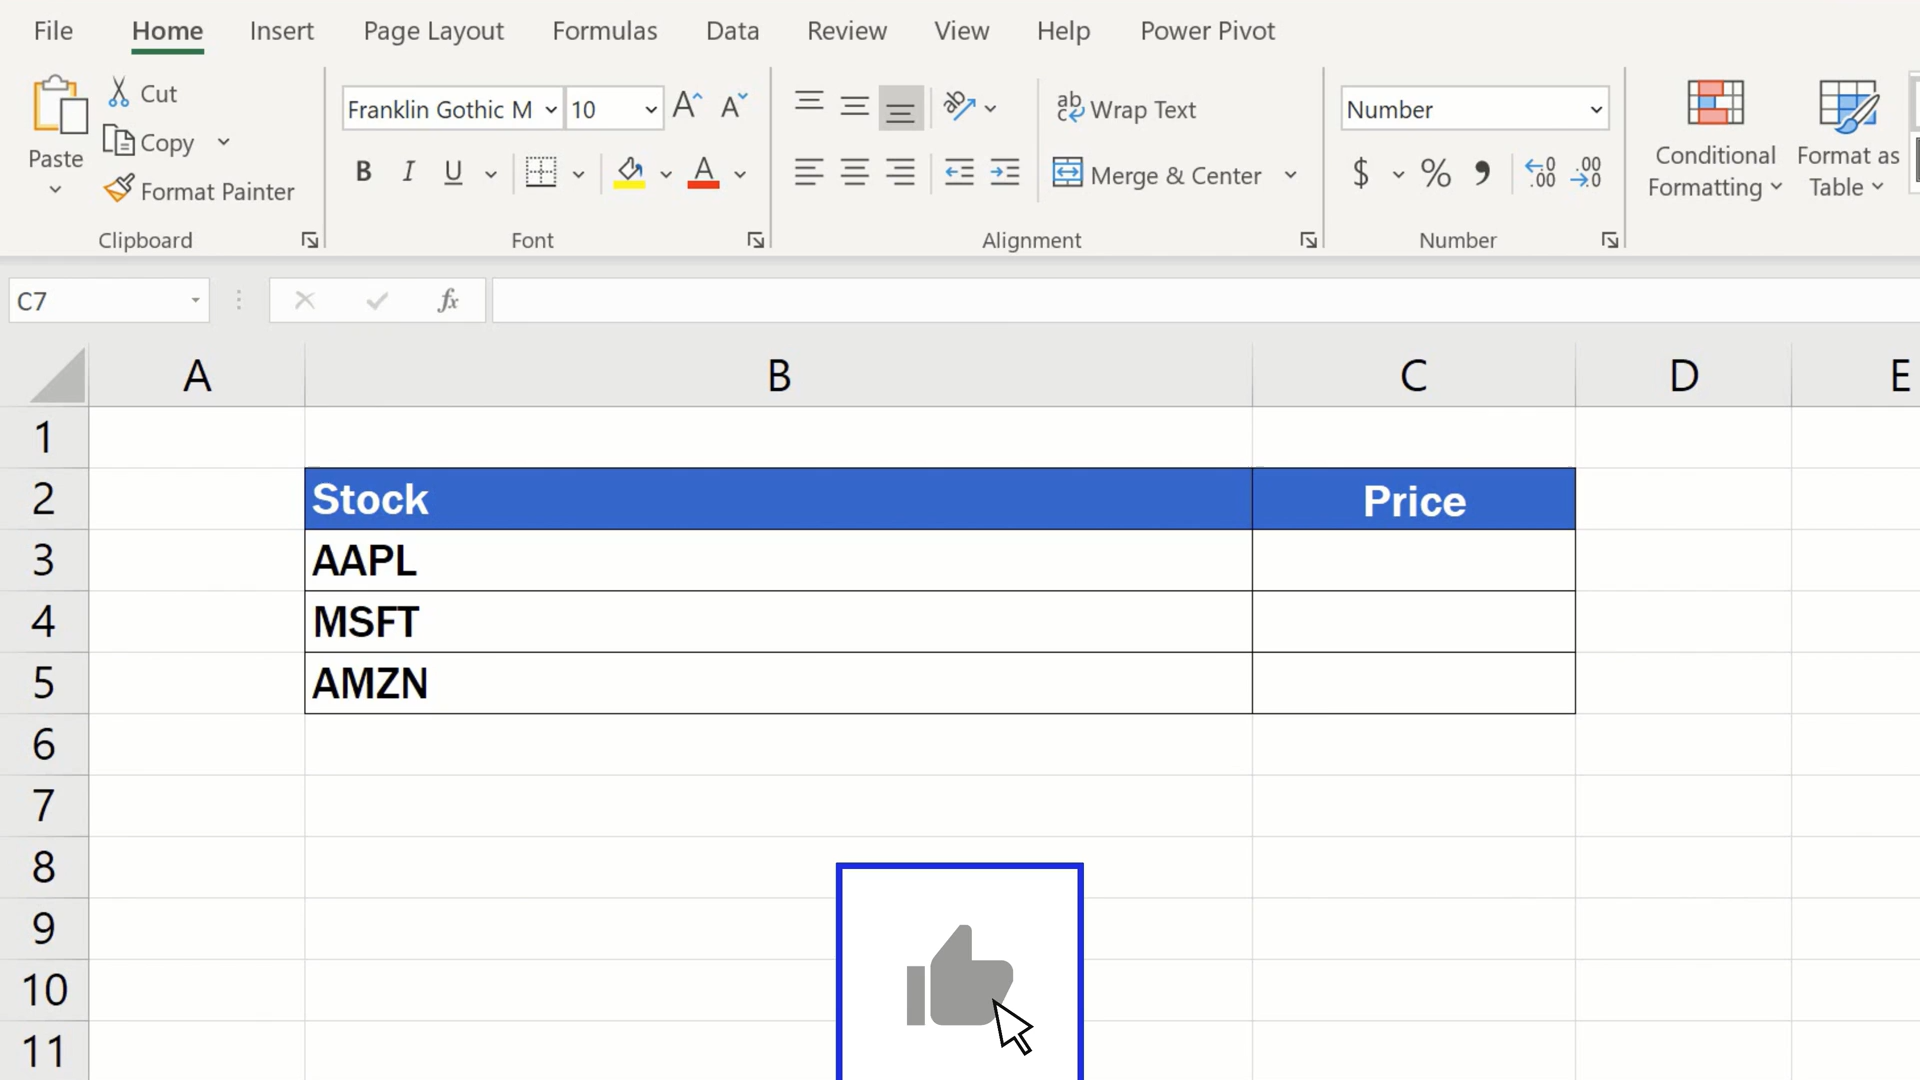 File Home Insert Page Layout Formulas Data Review View Help Power Pivot
Paste
Cut
Copy
Format Painter
Clipboard
Franklin Gothic M 10
B I U
Font
Wrap Text
Merge & Center
Alignment
Number
$ % 9
Number
Conditional Formatting
Format as Table
C7
fx
A B C D E
1
2 Stock Price
3 AAPL
4 MSFT
5 AMZN
6
7
8
9
10
11